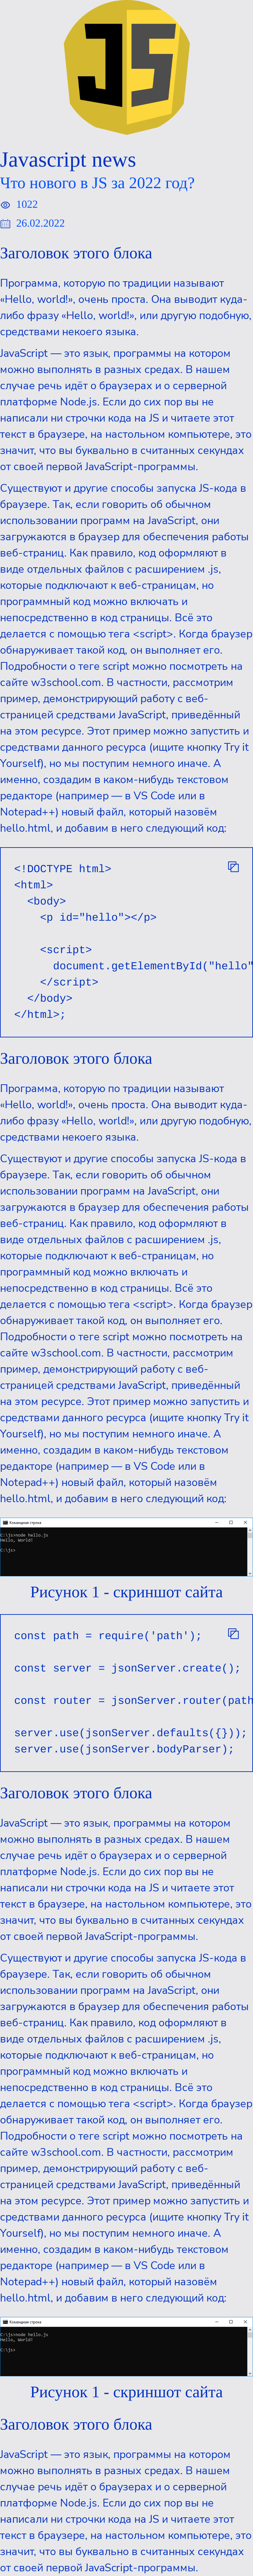 JS
Javascript news
Что нового в JS за 2022 год?
1022
26.02.2022
Заголовок этого блока
Программа, которую по традиции называют
«Hello, world!», очень проста. Она выводит куда-
либо фразу «Hello, world!», или другую подобную,
средствами некоего языка.
JavaScript — это язык, программы на котором
можно выполнять в разных средах. В нашем
случае речь идёт о браузерах и о серверной
платформе Node.js. Если до сих пор вы не
написали ни строчки кода на JS и читаете этот
текст в браузере, на настольном компьютере, это
значит, что вы буквально в считанных секундах
от своей первой JavaScript-программы.
Существуют и другие способы запуска JS-кода в
браузере. Так, если говорить об обычном
использовании программ на JavaScript, они
загружаются в браузер для обеспечения работы
веб-страниц. Как правило, код оформляют в
виде отдельных файлов с расширением .js,
которые подключают к веб-страницам, но
программный код можно включать и
непосредственно в код страницы. Всё это
делается с помощью тега <script>. Когда браузер
обнаруживает такой код, он выполняет его.
Подробности о теге script можно посмотреть на
сайте w3school.com. В частности, рассмотрим
пример, демонстрирующий работу с веб-
страницей средствами JavaScript, приведённый
на этом ресурсе. Этот пример можно запустить и
средствами данного ресурса (ищите кнопку Try it
Yourself), но мы поступим немного иначе. А
именно, создадим в каком-нибудь текстовом
редакторе (например — в VS Code или в
Notepad++) новый файл, который назовём
hello.html, и добавим в него следующий код:
<!DOCTYPE html>
<html>
<body>
<p id="hello"></p>
<script>
document.getElementById("hello"
</script>
</body>
</html>;
Заголовок этого блока
Программа, которую по традиции называют
«Hello, world!», очень проста. Она выводит куда-
либо фразу «Hello, world!», или другую подобную,
средствами некоего языка.
Существуют и другие способы запуска JS-кода в
браузере. Так, если говорить об обычном
использовании программ на JavaScript, они
загружаются в браузер для обеспечения работы
веб-страниц. Как правило, код оформляют в
виде отдельных файлов с расширением .js,
которые подключают к веб-страницам, но
программный код можно включать и
непосредственно в код страницы. Всё это
делается с помощью тега <script>. Когда браузер
обнаруживает такой код, он выполняет его.
Подробности о теге script можно посмотреть на
сайте w3school.com. В частности, рассмотрим
пример, демонстрирующий работу с веб-
страницей средствами JavaScript, приведённый
на этом ресурсе. Этот пример можно запустить и
средствами данного ресурса (ищите кнопку Try it
Yourself), но мы поступим немного иначе. А
именно, создадим в каком-нибудь текстовом
редакторе (например — в VS Code или в
Notepad++) новый файл, который назовём
hello.html, и добавим в него следующий код:
Командная строка
C:\js>node hello.js
Hello, World!
C:\js>
Рисунок 1 - скриншот сайта
const path = require('path');
const server = jsonServer.create();
const router = jsonServer.router(path
server.use(jsonServer.defaults({}));
server.use(jsonServer.bodyParser);
Заголовок этого блока
JavaScript — это язык, программы на котором
можно выполнять в разных средах. В нашем
случае речь идёт о браузерах и о серверной
платформе Node.js. Если до сих пор вы не
написали ни строчки кода на JS и читаете этот
текст в браузере, на настольном компьютере, это
значит, что вы буквально в считанных секундах
от своей первой JavaScript-программы.
Существуют и другие способы запуска JS-кода в
браузере. Так, если говорить об обычном
использовании программ на JavaScript, они
загружаются в браузер для обеспечения работы
веб-страниц. Как правило, код оформляют в
виде отдельных файлов с расширением .js,
которые подключают к веб-страницам, но
программный код можно включать и
непосредственно в код страницы. Всё это
делается с помощью тега <script>. Когда браузер
обнаруживает такой код, он выполняет его.
Подробности о теге script можно посмотреть на
сайте w3school.com. В частности, рассмотрим
пример, демонстрирующий работу с веб-
страницей средствами JavaScript, приведённый
на этом ресурсе. Этот пример можно запустить и
средствами данного ресурса (ищите кнопку Try it
Yourself), но мы поступим немного иначе. А
именно, создадим в каком-нибудь текстовом
редакторе (например — в VS Code или в
Notepad++) новый файл, который назовём
hello.html, и добавим в него следующий код:
Командная строка
C:\js>node hello.js
Hello, World!
C:\js>
Рисунок 1 - скриншот сайта
Заголовок этого блока
JavaScript — это язык, программы на котором
можно выполнять в разных средах. В нашем
случае речь идёт о браузерах и о серверной
платформе Node.js. Если до сих пор вы не
написали ни строчки кода на JS и читаете этот
текст в браузере, на настольном компьютере, это
значит, что вы буквально в считанных секундах
от своей первой JavaScript-программы.